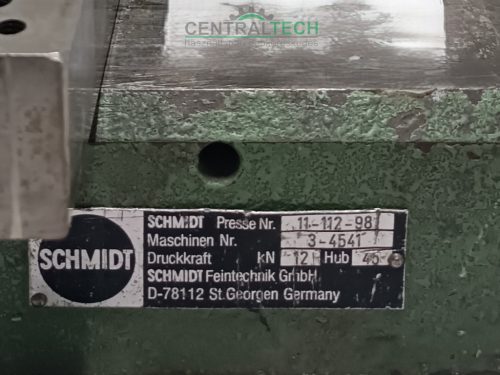 CENTRALTECH
SCHMIDT
SCHMIDT Presse Nr. 11-112-981
Maschinen Nr. 3-4541
Druckkraft kN 12 Hub 45
SCHMIDT Feintechnik GmbH
D-78112 St.Georgen Germany